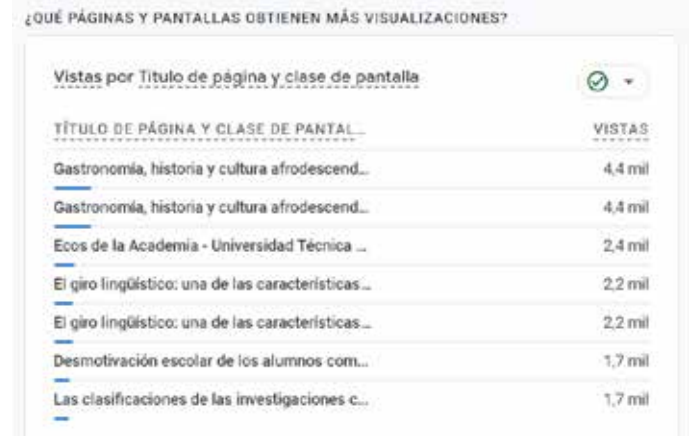 ¿QUÉ PÁGINAS Y PANTALLAS OBTIENEN MÁS VISUALIZACIONES?
Vistas por Título de página y clase de pantalla
TÍTULO DE PÁGINA Y CLASE DE PANTAL... VISTAS
Gastronomía, historia y cultura afrodescend... 4,4 mil
Gastronomía, historia y cultura afrodescend... 4,4 mil
Ecos de la Academia - Universidad Técnica ... 2,4 mil
El giro lingüístico: una de las características ... 2,2 mil
El giro lingüístico: una de las características ... 2,2 mil
Desmotivación escolar de los alumnos com... 1,7 mil
Las clasificaciones de las investigaciones c... 1,7 mil